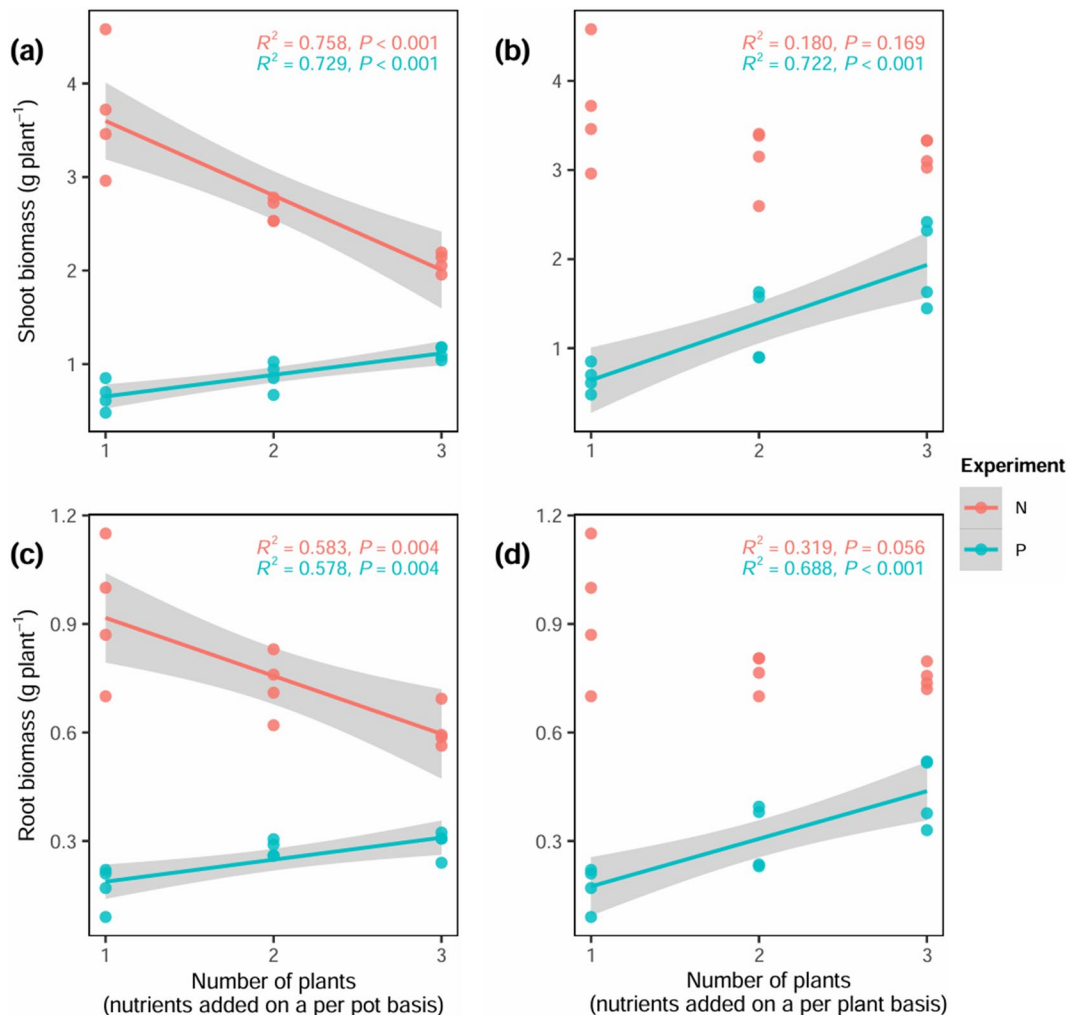 (a)
R² = 0.758, P < 0.001
R² = 0.729, P < 0.001
Shoot biomass (g plant⁻¹)
4
3
2
1
1 2 3
(b)
R² = 0.180, P = 0.169
R² = 0.722, P < 0.001
4
3
2
1
1 2 3
Experiment
N
P
(c)
R² = 0.583, P = 0.004
R² = 0.578, P = 0.004
Root biomass (g plant⁻¹)
1.2
0.9
0.6
0.3
1 2 3
Number of plants
(nutrients added on a per pot basis)
(d)
R² = 0.319, P = 0.056
R² = 0.688, P < 0.001
1.2
0.9
0.6
0.3
1 2 3
Number of plants
(nutrients added on a per plant basis)